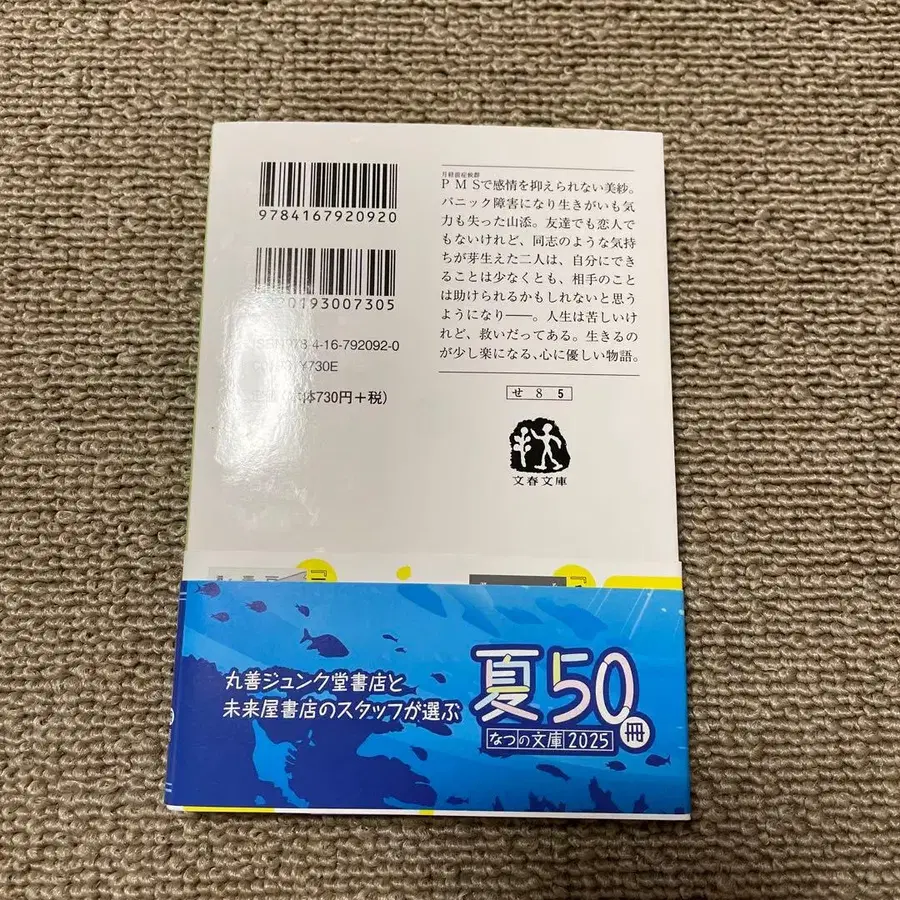 9784167920920
0193007305
ISBN978-4-16-792092-0
¥730E
体730円+税)
月経前症候群
PMSで感情を抑えられない美紗。
パニック障害になり生きがいも気
力も失った山添。友達でも恋人で
もないけれど、同志のような気持
ちが芽生えた二人は、自分にでき
ることは少なくとも、相手のこと
は助けられるかもしれないと思う
ようになり――。人生は苦しいけ
れど、救いだってある。生きるの
が少し楽になる、心に優しい物語。
せ 8 5
文春文庫
丸善ジュンク堂書店と
未来屋書店のスタッフが選ぶ
夏50冊
なつの文庫2025